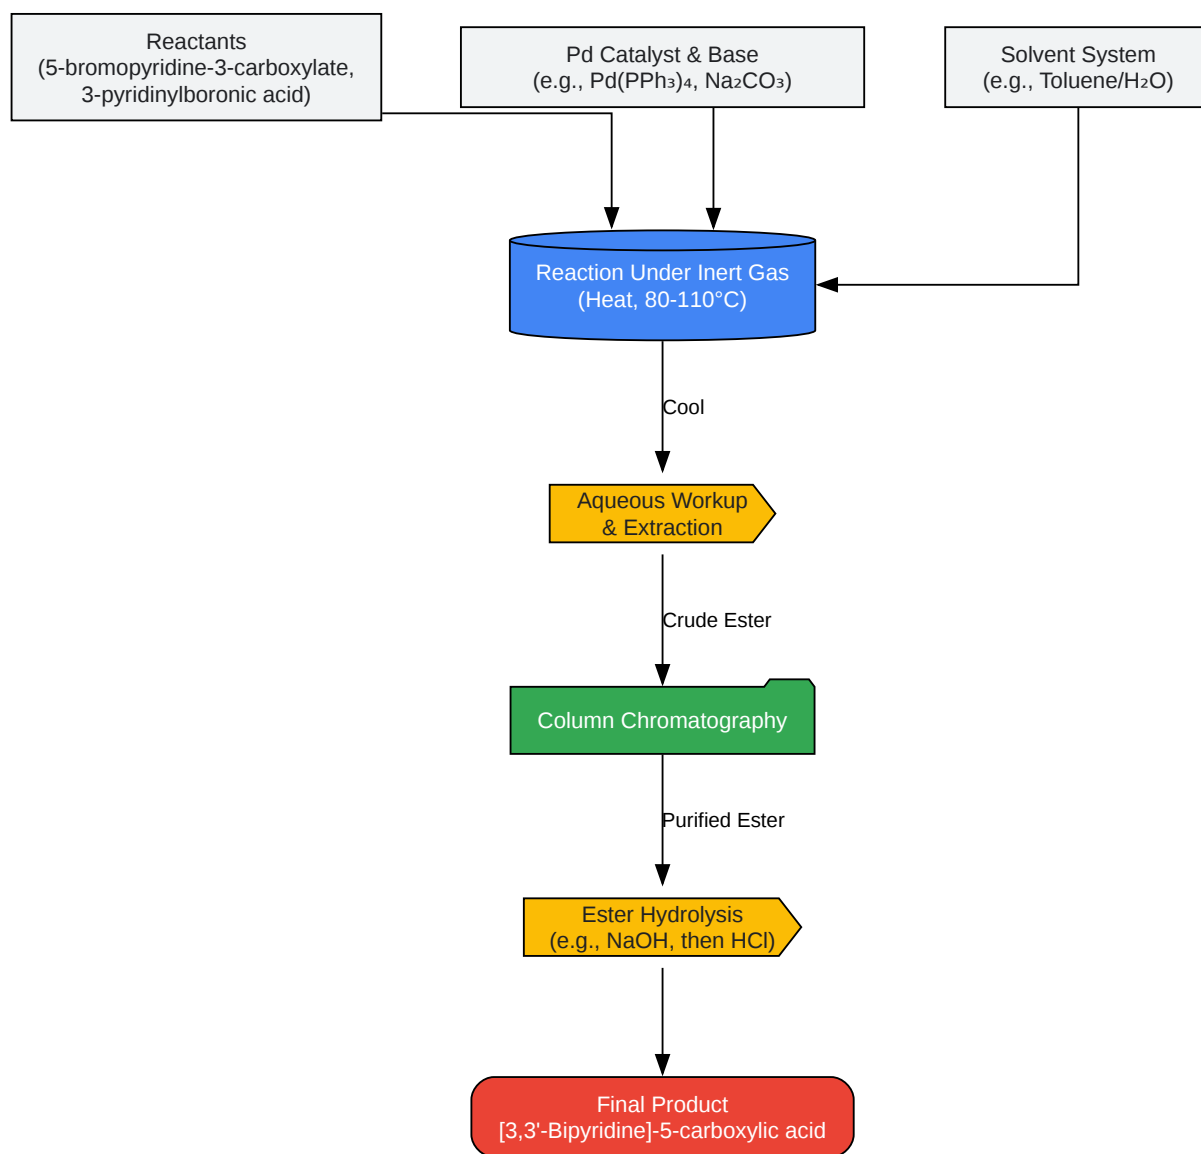 Reactants
(5-bromopyridine-3-carboxylate,
3-pyridinylboronic acid)
Pd Catalyst & Base
(e.g., Pd(PPh₃)₄, Na₂CO₃)
Solvent System
(e.g., Toluene/H₂O)
Reaction Under Inert Gas
(Heat, 80-110°C)
Cool
Aqueous Workup
& Extraction
Crude Ester
Column Chromatography
Purified Ester
Ester Hydrolysis
(e.g., NaOH, then HCl)
Final Product
[3,3'-Bipyridine]-5-carboxylic acid